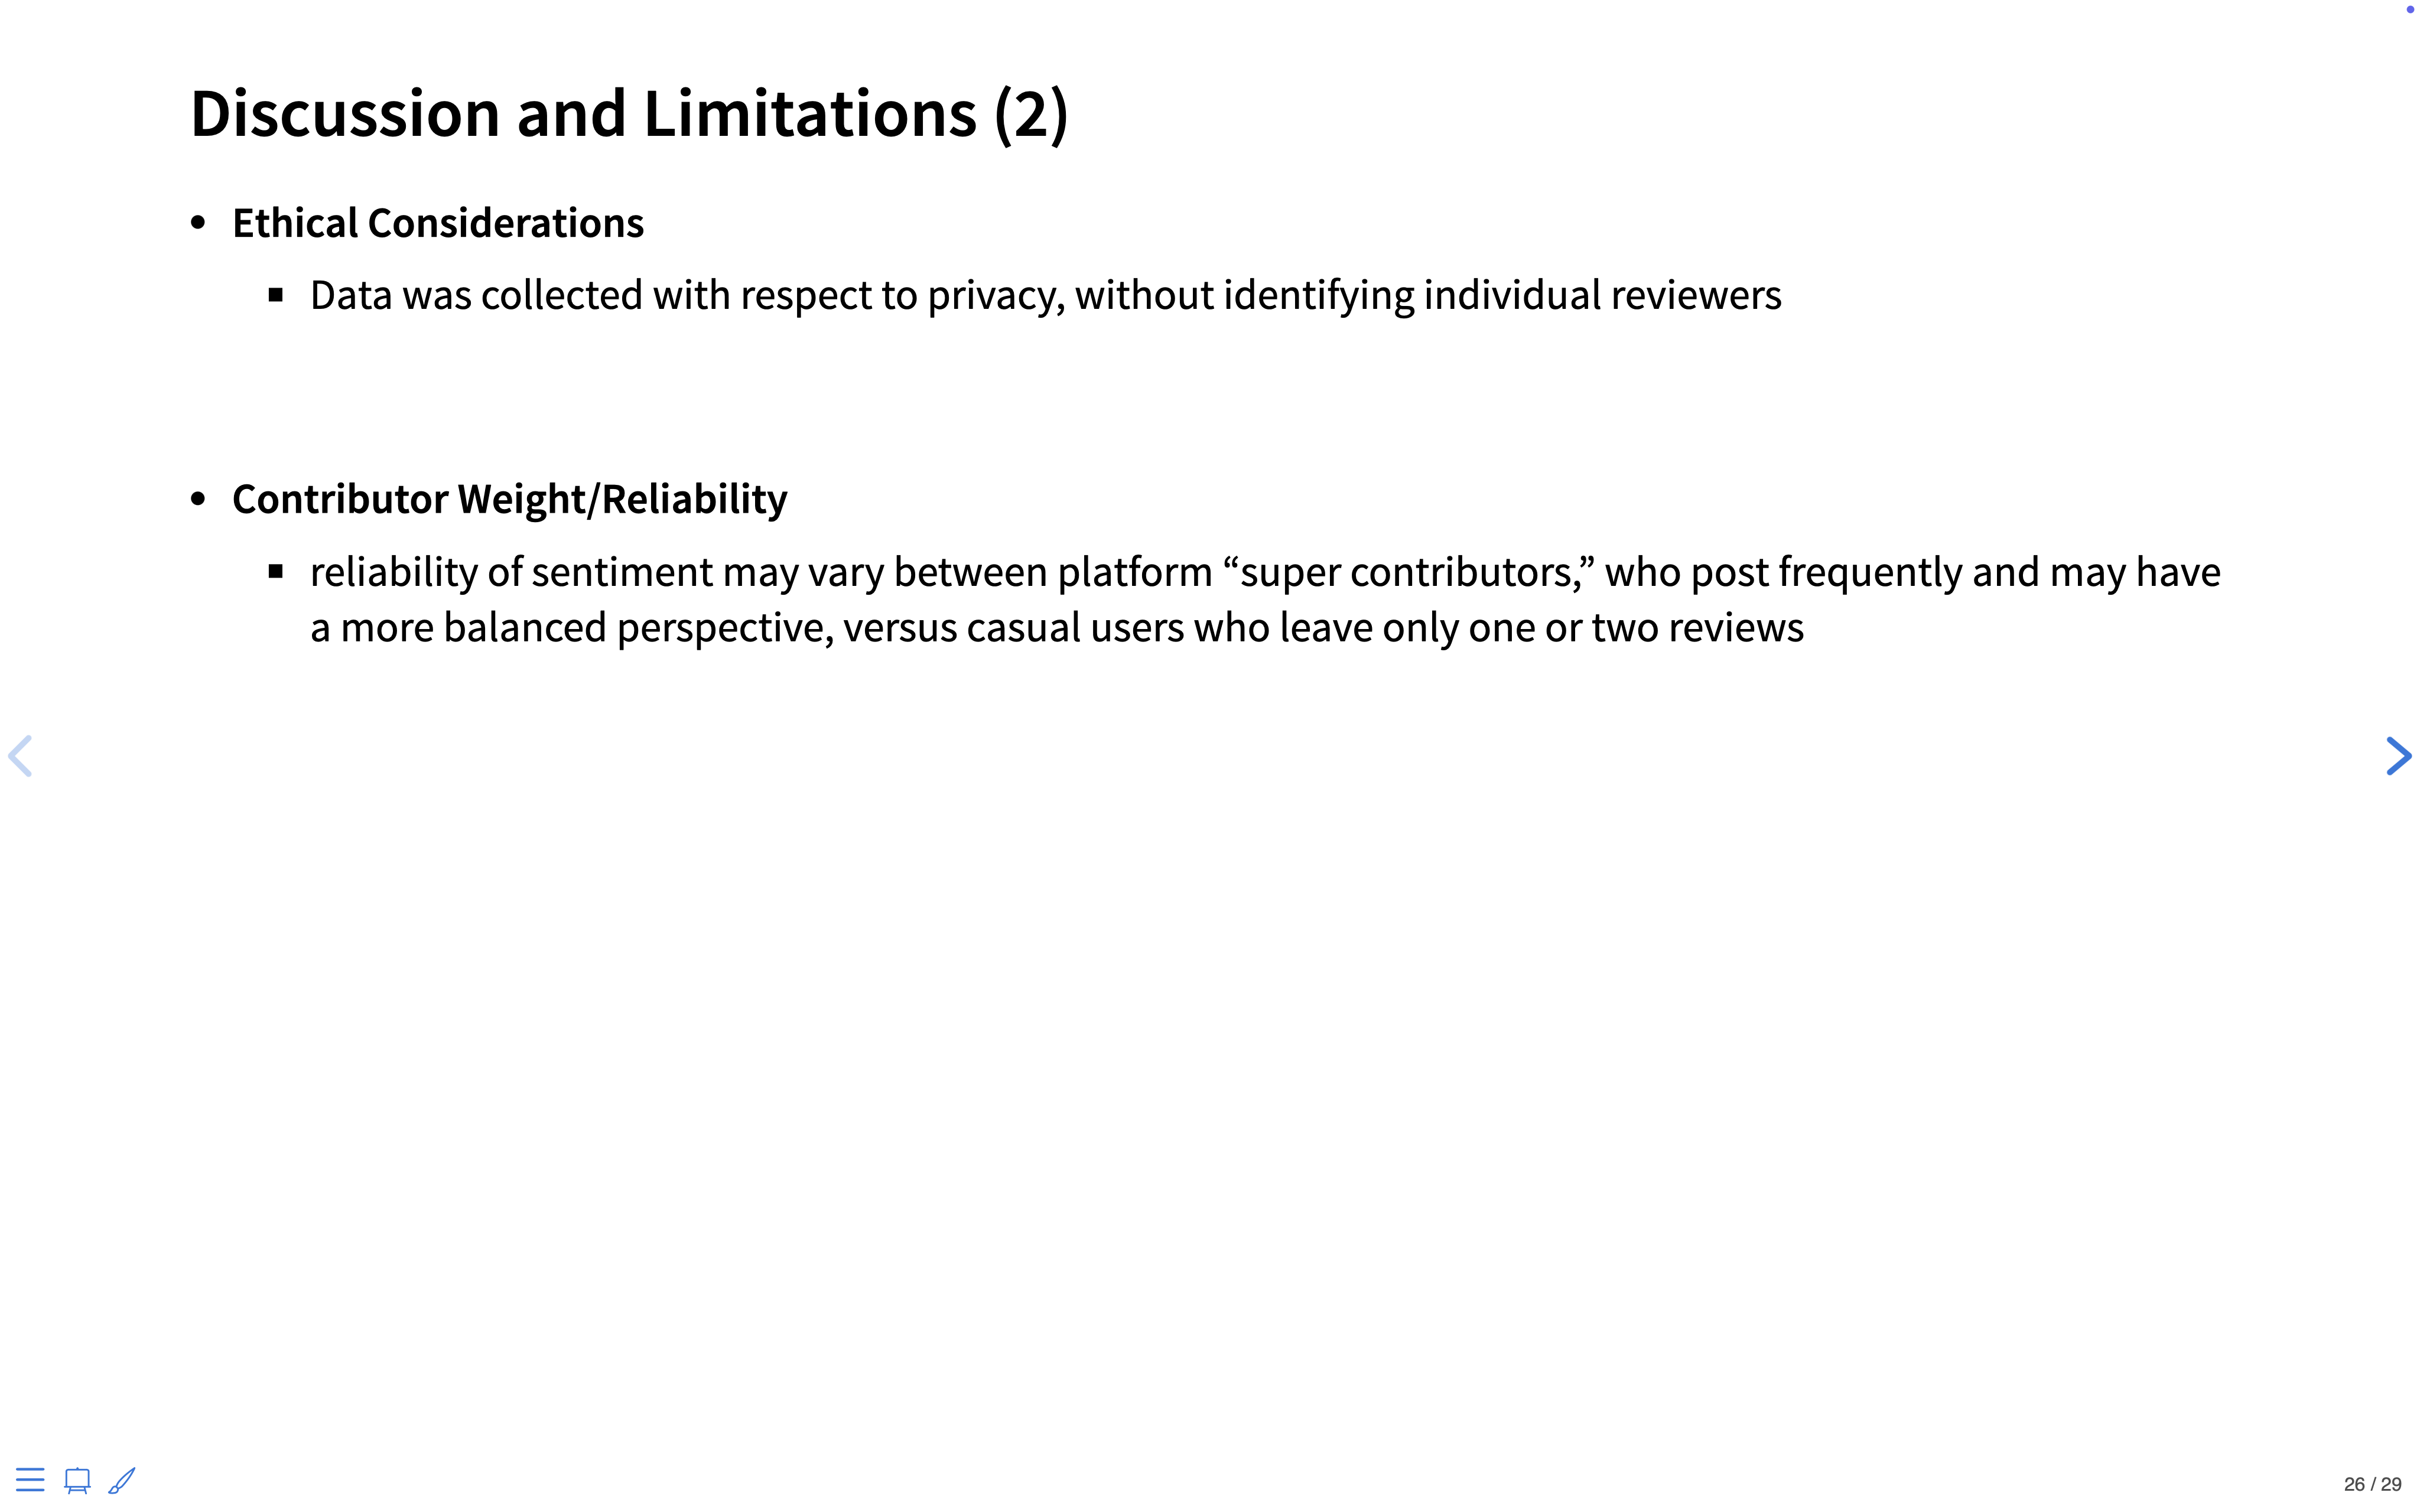 Discussion and Limitations (2)
• Ethical Considerations
▪ Data was collected with respect to privacy, without identifying individual reviewers
• Contributor Weight/Reliability
▪ reliability of sentiment may vary between platform “super contributors,” who post frequently and may have
a more balanced perspective, versus casual users who leave only one or two reviews
26 / 29